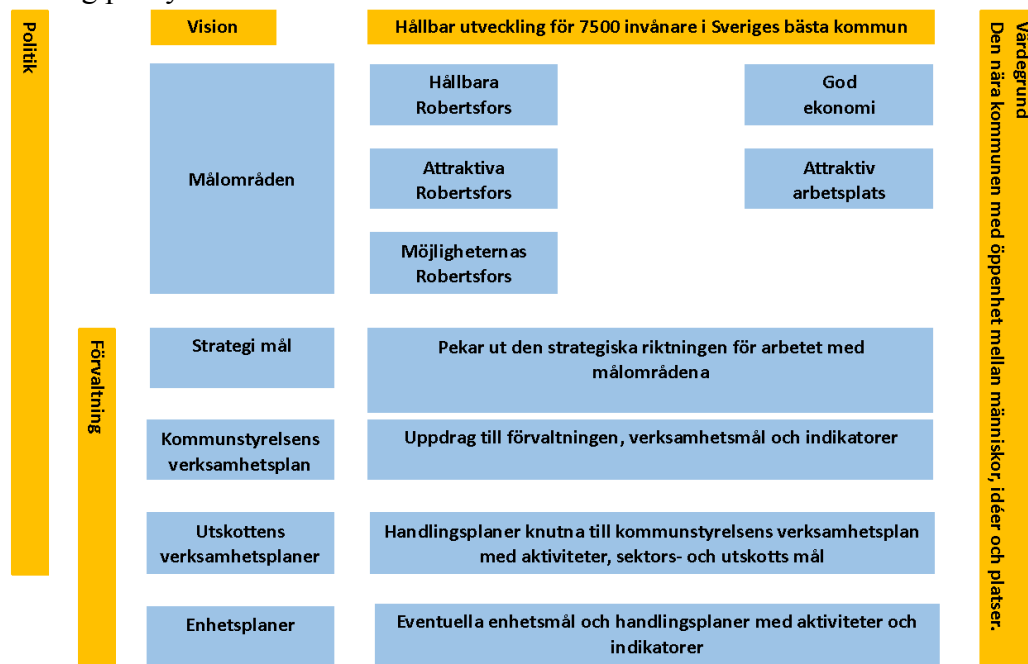 Politik
Vision
Hållbar utveckling för 7500 invånare i Sveriges bästa kommun
Målområden
Hållbara
Robertsfors
God
ekonomi
Attraktiva
Robertsfors
Attraktiv
arbetsplats
Möjligheternas
Robertsfors
Förvaltning
Strategi mål
Pekar ut den strategiska riktningen för arbetet med
målområdena
Kommunstyrelsens
verksamhetsplan
Uppdrag till förvaltningen, verksamhetsmål och indikatorer
Utskottens
verksamhetsplaner
Handlingsplaner knutna till kommunstyrelsens verksamhetsplan
med aktiviteter, sektors- och utskotts mål
Enhetsplaner
Eventuella enhetsmål och handlingsplaner med aktiviteter och
indikatorer
Värdegrund
Den nära kommunen med öppenhet mellan människor, idéer och platser.